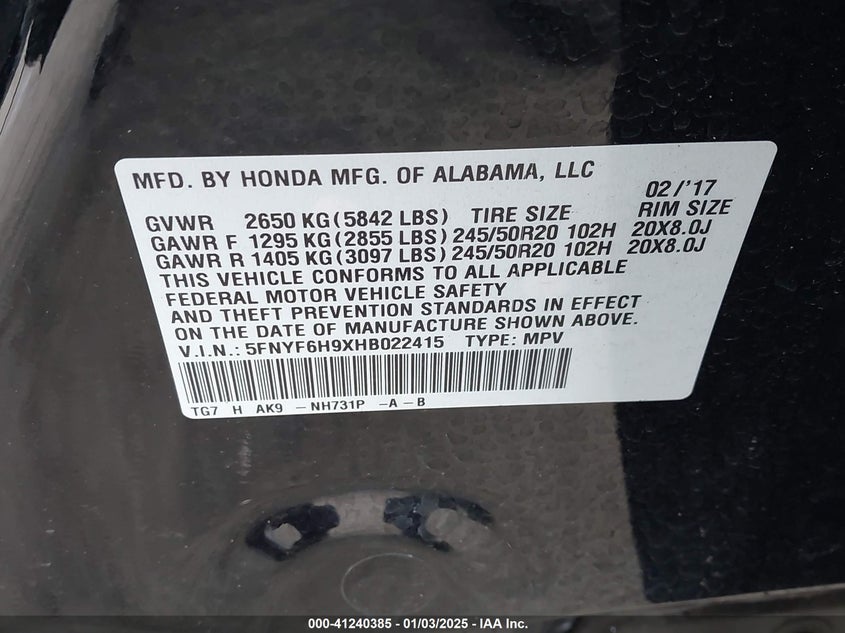 MFD. BY HONDA MFG. OF ALABAMA, LLC 02/'17
GVWR 2650 KG (5842 LBS) TIRE SIZE RIM SIZE
GAWR F 1295 KG (2855 LBS) 245/50R20 102H 20X8.0J
GAWR R 1405 KG (3097 LBS) 245/50R20 102H 20X8.0J
THIS VEHICLE CONFORMS TO ALL APPLICABLE
FEDERAL MOTOR VEHICLE SAFETY
AND THEFT PREVENTION STANDARDS IN EFFECT
ON THE DATE OF MANUFACTURE SHOWN ABOVE.
V.I.N.: 5FNYF6H9XHB022415 TYPE: MPV
TG7 H AK9 - NH731P -A-B
000-41240385 - 01/03/2025 - IAA Inc.